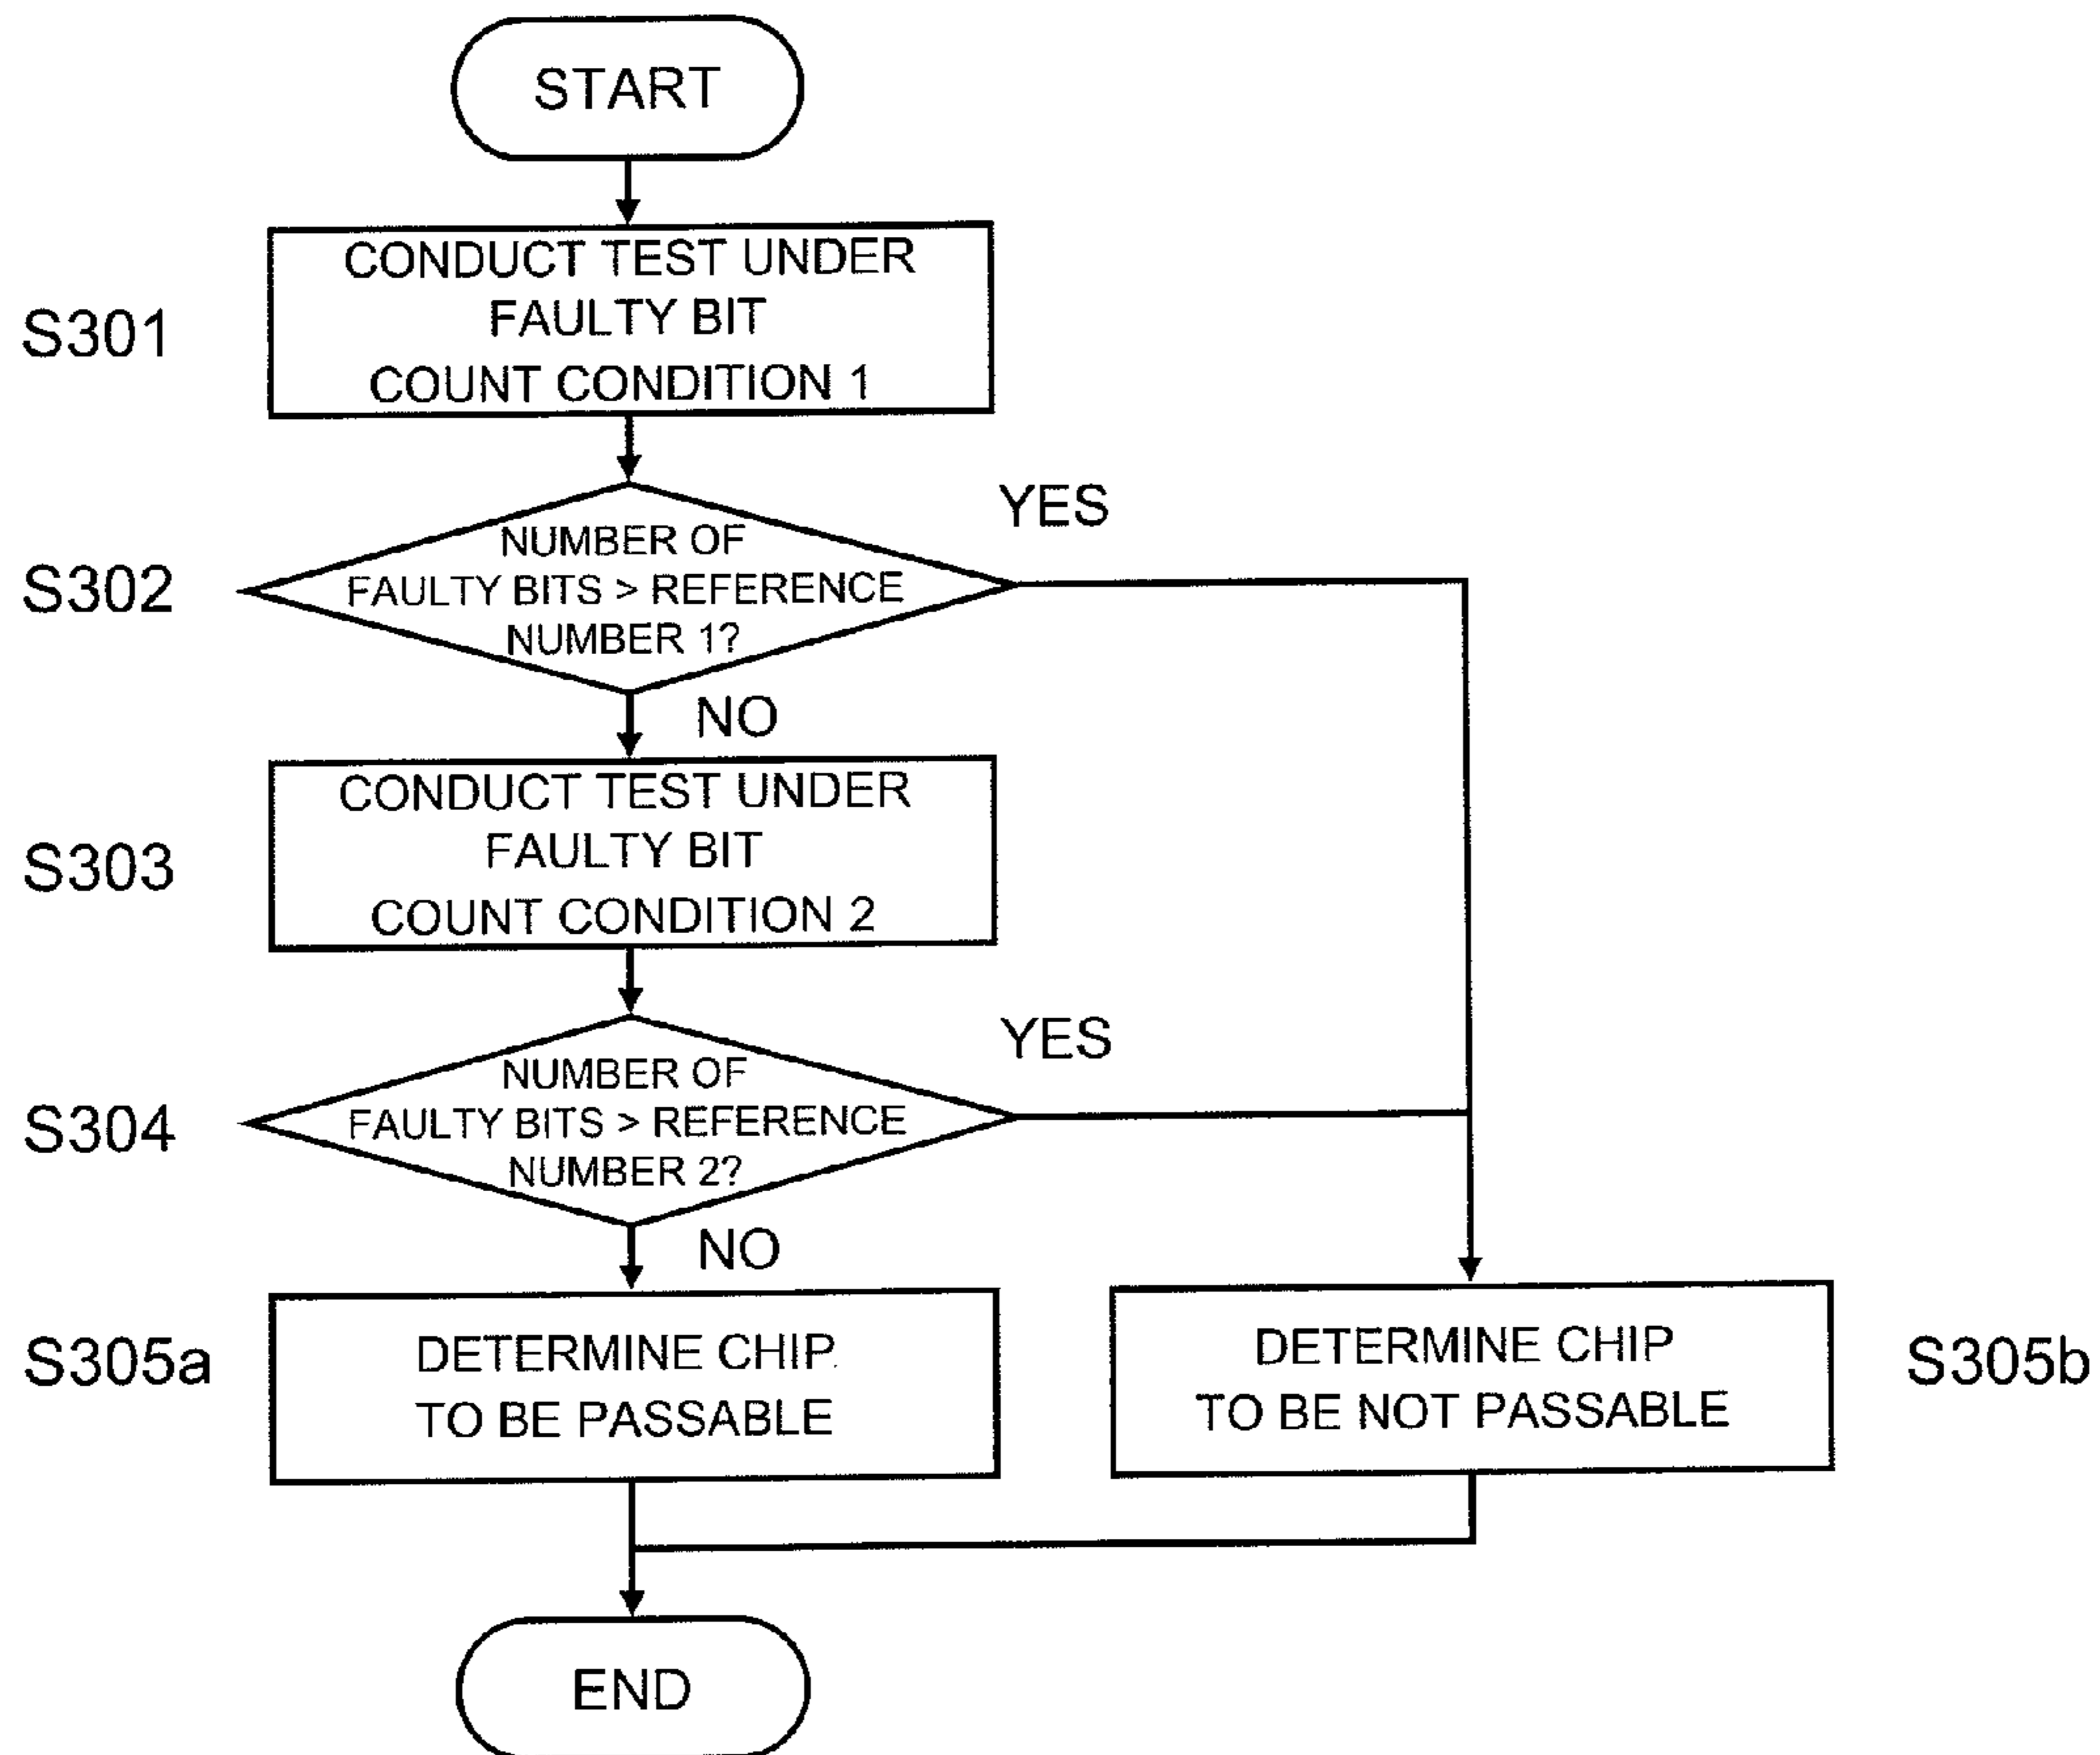 START
S301
CONDUCT TEST UNDER
FAULTY BIT
COUNT CONDITION 1
S302
NUMBER OF
FAULTY BITS > REFERENCE
NUMBER 1?
YES
NO
S303
CONDUCT TEST UNDER
FAULTY BIT
COUNT CONDITION 2
S304
NUMBER OF
FAULTY BITS > REFERENCE
NUMBER 2?
YES
NO
S305a
DETERMINE CHIP
TO BE PASSABLE
DETERMINE CHIP
TO BE NOT PASSABLE
S305b
END